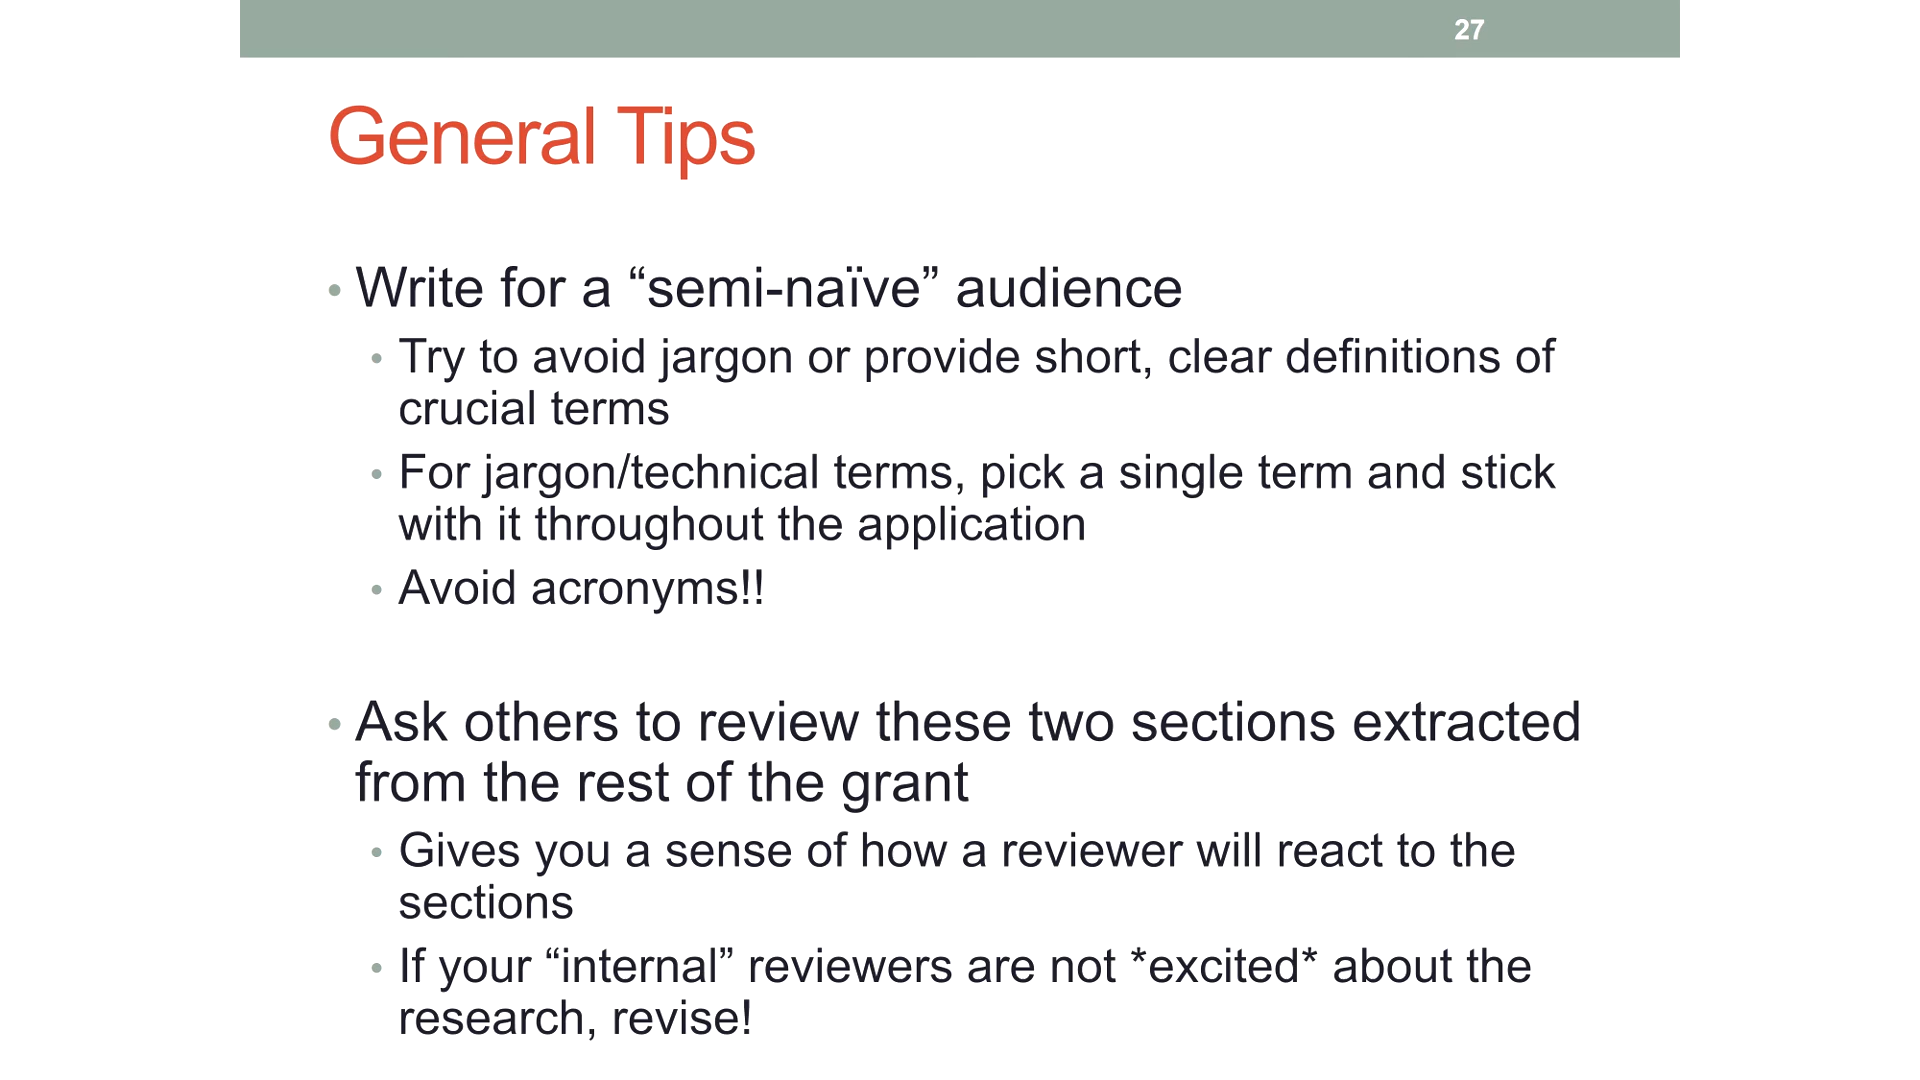 27
General Tips
• Write for a “semi-naïve” audience
• Try to avoid jargon or provide short, clear definitions of
crucial terms
• For jargon/technical terms, pick a single term and stick
with it throughout the application
• Avoid acronyms!!
• Ask others to review these two sections extracted
from the rest of the grant
• Gives you a sense of how a reviewer will react to the
sections
• If your “internal” reviewers are not *excited* about the
research, revise!